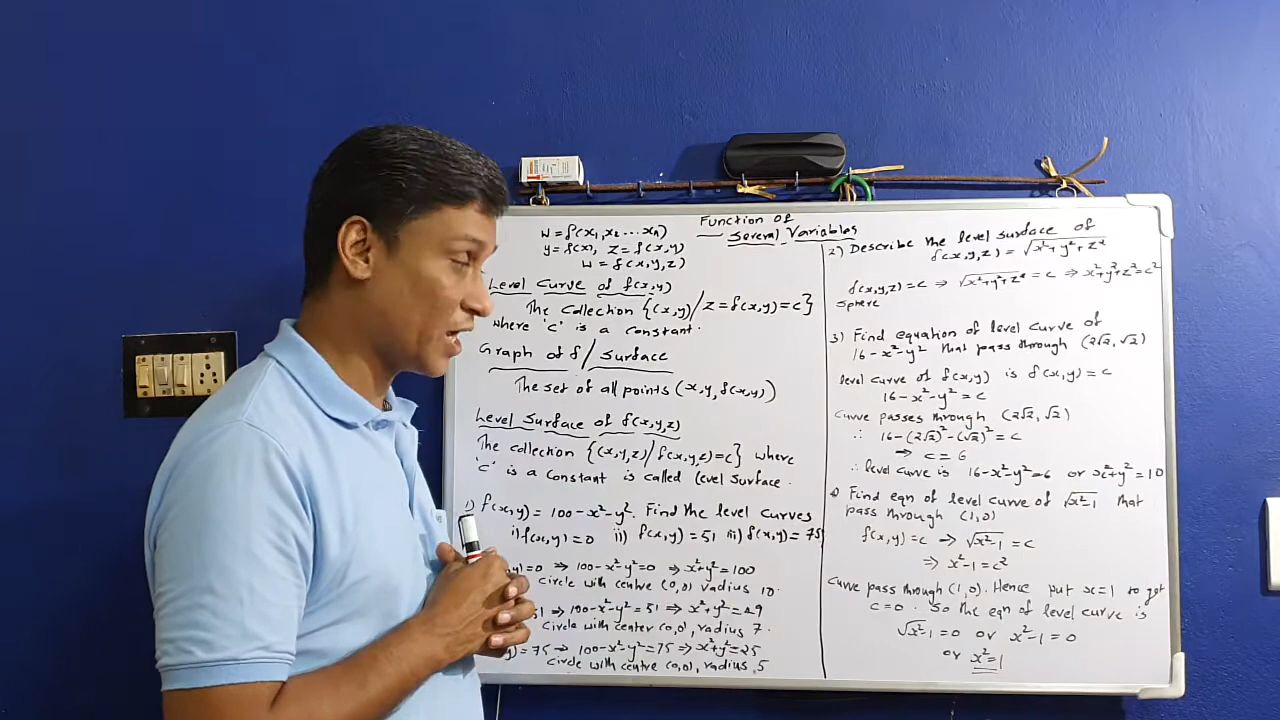 Function of
Several Variables
W = f(x₁, x₂ ... xₙ)
y = f(x), z = f(x,y)
W = f(x,y,z)
Level Curve of f(x,y)
The Collection {(x,y)/z = f(x,y) = c}
where 'c' is a constant.
Graph of f/surface
The set of all points (x,y,f(x,y))
Level Surface of f(x,y,z)
The collection {(x,y,z)/f(x,y,z)=c} where
'c' is a constant is called level surface.
1) f(x,y) = 100-x²-y². Find the level curves
i) f(x,y) = 0 ii) f(x,y) = 51 iii) f(x,y) = 75
y) = 0 ⇒ 100-x²-y²=0 ⇒ x²+y² = 100
Circle with centre (0,0) radius 10.
51 ⇒ 100-x²-y² = 51 ⇒ x²+y² = 49
Circle with center (0,0), radius 7.
y) = 75 ⇒ 100-x²-y² = 75 ⇒ x²+y² = 25
Circle with centre (0,0), radius 5
2) Describe the level surface of
f(x,y,z) = √x²+y²+z²
f(x,y,z) = c ⇒ √x²+y²+z² = c ⇒ x²+y²+z²=c²
sphere
3) Find equation of level curve of
16-x²-y² that pass through (2√2, √2)
level curve of f(x,y) is f(x,y) = c
16-x²-y² = c
Curve passes through (2√2, √2)
∴ 16-(2√2)²-(√2)² = c
⇒ c = 6
∴ level curve is 16-x²-y²=6 or x²+y² = 10
Find eqn of level curve of √x²-1 that
pass through (1,0)
f(x,y) = c ⇒ √x²-1 = c
⇒ x²-1 = c²
Curve pass through (1,0). Hence put x=1 to get
c=0. So the eqn of level curve is
√x²-1 = 0 or x²-1 = 0
or x²=1